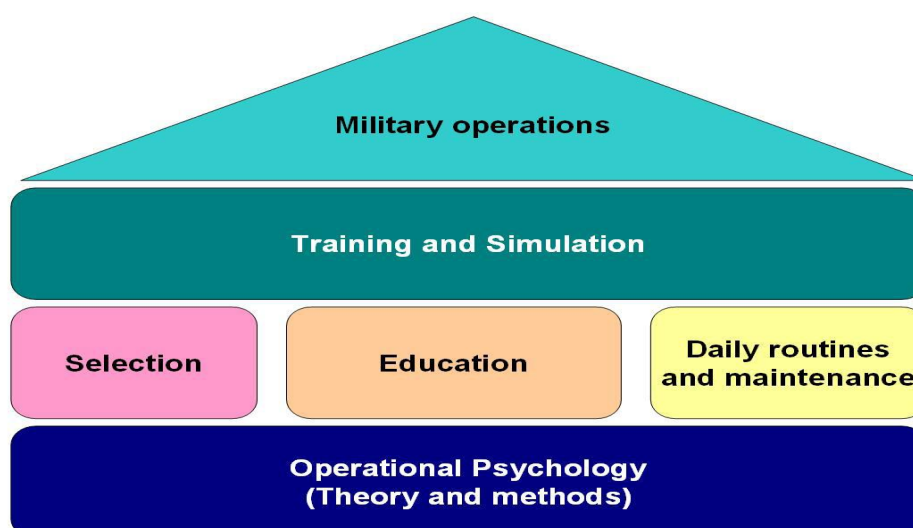 Military operations
Training and Simulation
Selection
Education
Daily routines
and maintenance
Operational Psychology
(Theory and methods)